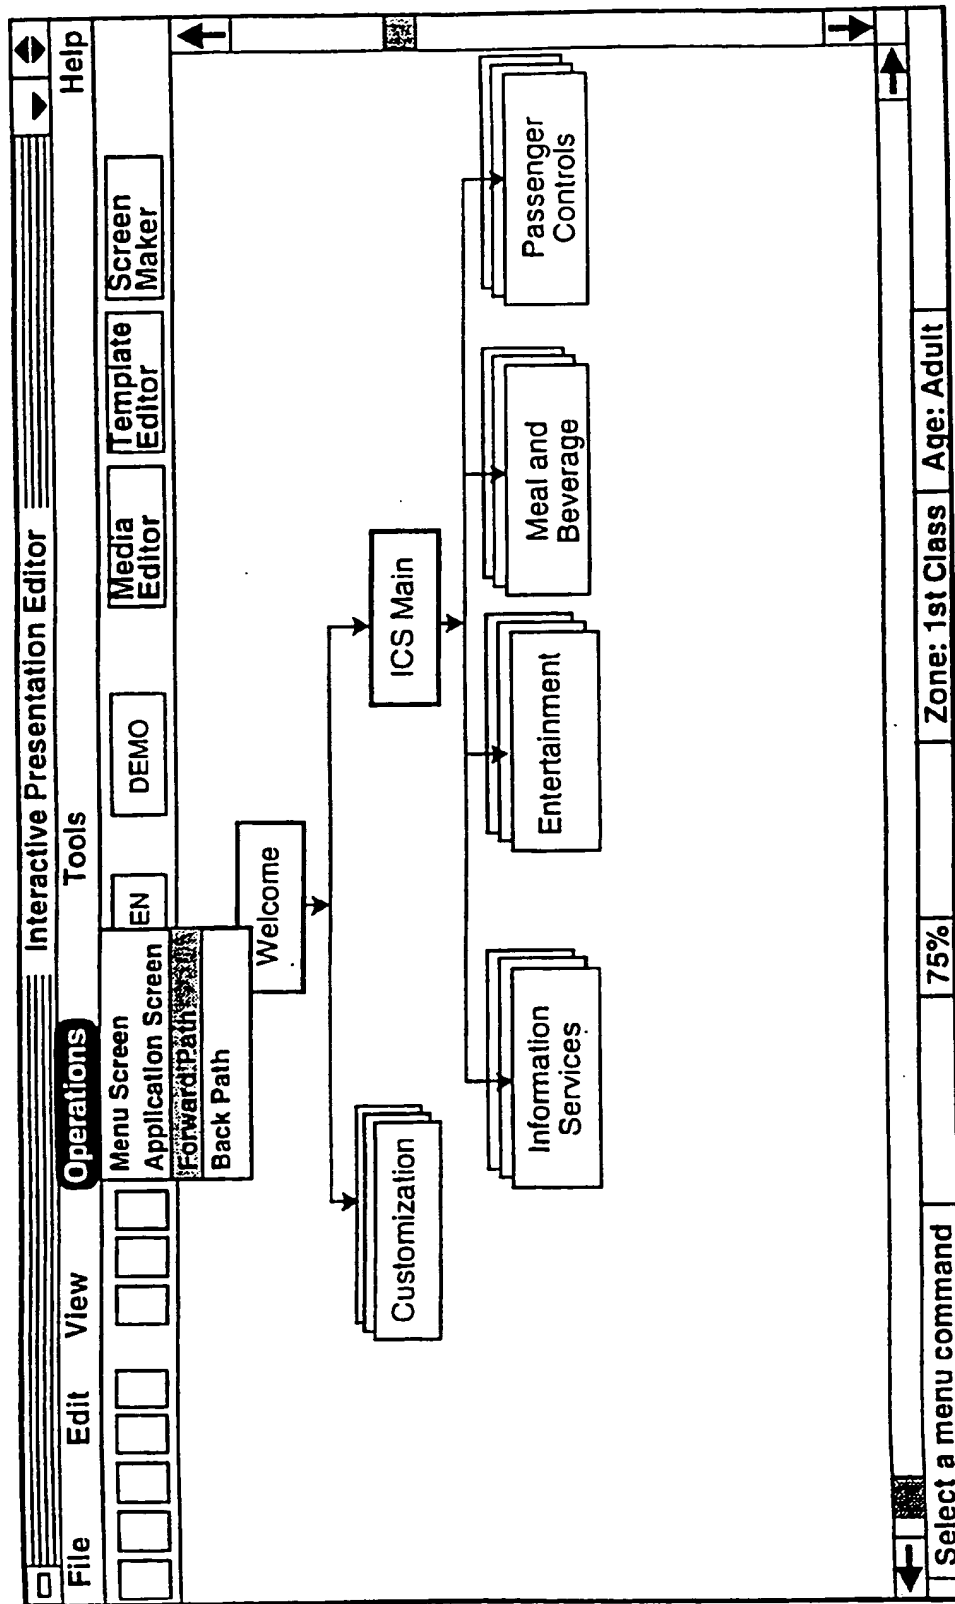 Interactive Presentation Editor
File
Edit
View
Operations
Tools
Help
Menu Screen
Application Screen
Forward Path
Back Path
EN
DEMO
Media
Editor
Template
Editor
Screen
Maker
Welcome
Customization
ICS Main
Information
Services
Entertainment
Meal and
Beverage
Passenger
Controls
Select a menu command
75%
Zone: 1st Class
Age: Adult